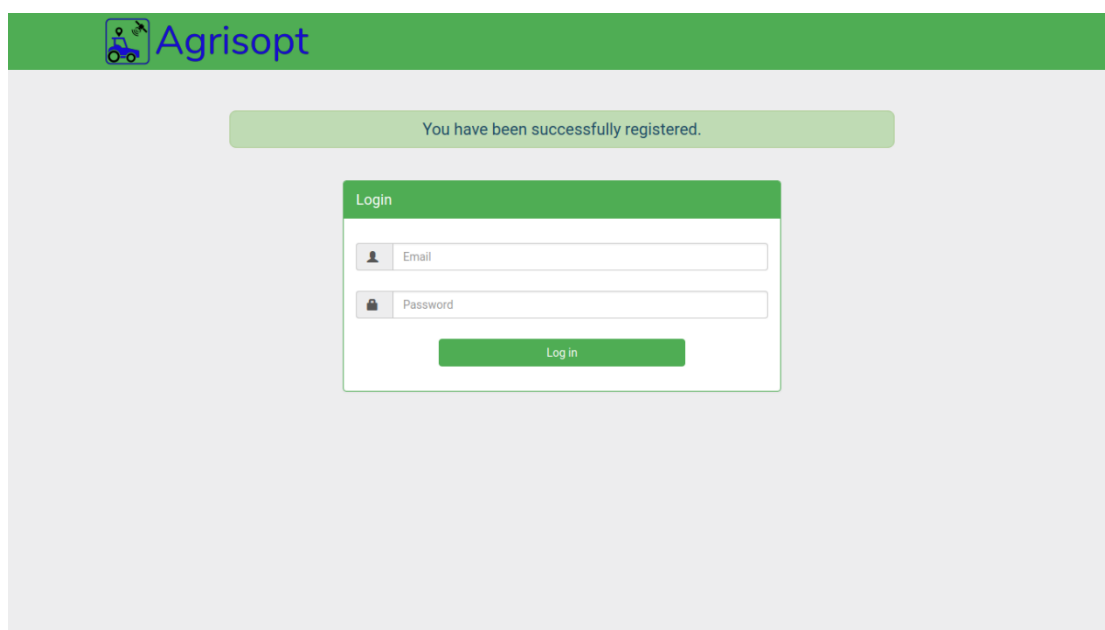 Agrisopt
You have been successfully registered.
Login
Email
Password
Log in